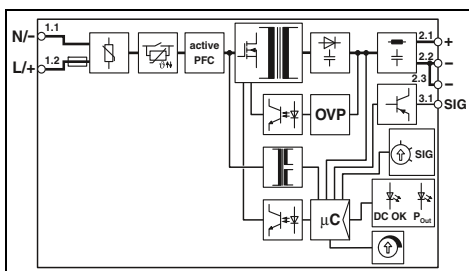 N/-
1.1
L/+
1.2
active
PFC
2.1
+
2.2
−
2.3
−
OVP
3.1
SIG
SIG
μC
DC OK
POut
ϑ